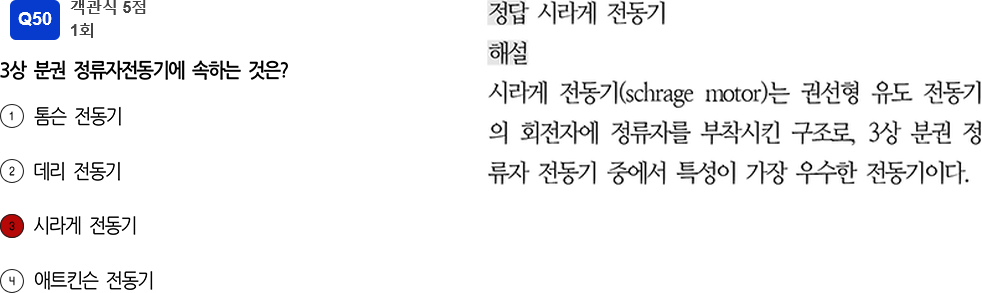 Q50
객관식 5점
1회
3상 분권 정류자전동기에 속하는 것은?
1 톰슨 전동기
2 데리 전동기
3 시라게 전동기
4 애트킨슨 전동기
정답 시라게 전동기
해설
시라게 전동기(schrage motor)는 권선형 유도 전동기
의 회전자에 정류자를 부착시킨 구조로, 3상 분권 정
류자 전동기 중에서 특성이 가장 우수한 전동기이다.